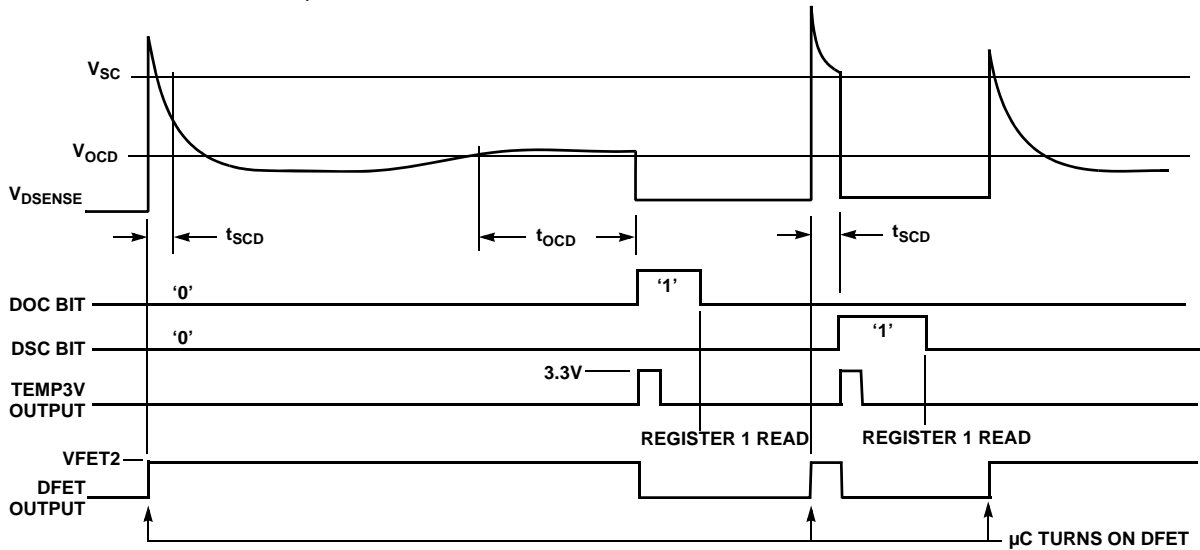 VSC
VOCD
VDSENSE
tSCD
tOCD
tSCD
DOC BIT
‘0’
‘1’
DSC BIT
‘0’
‘1’
3.3V
TEMP3V
OUTPUT
REGISTER 1 READ
REGISTER 1 READ
VFET2
DFET
OUTPUT
µC TURNS ON DFET